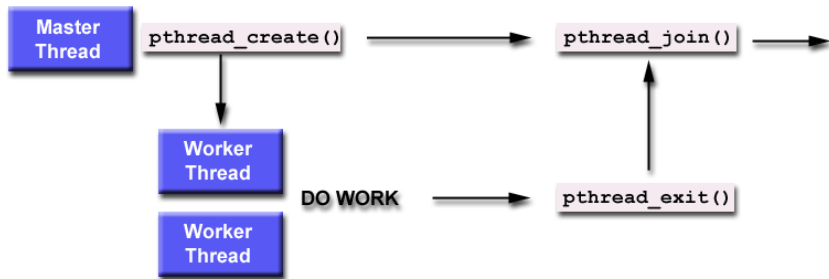 Master
Thread
pthread_create()
pthread_join()
Worker
Thread
DO WORK
pthread_exit()
Worker
Thread